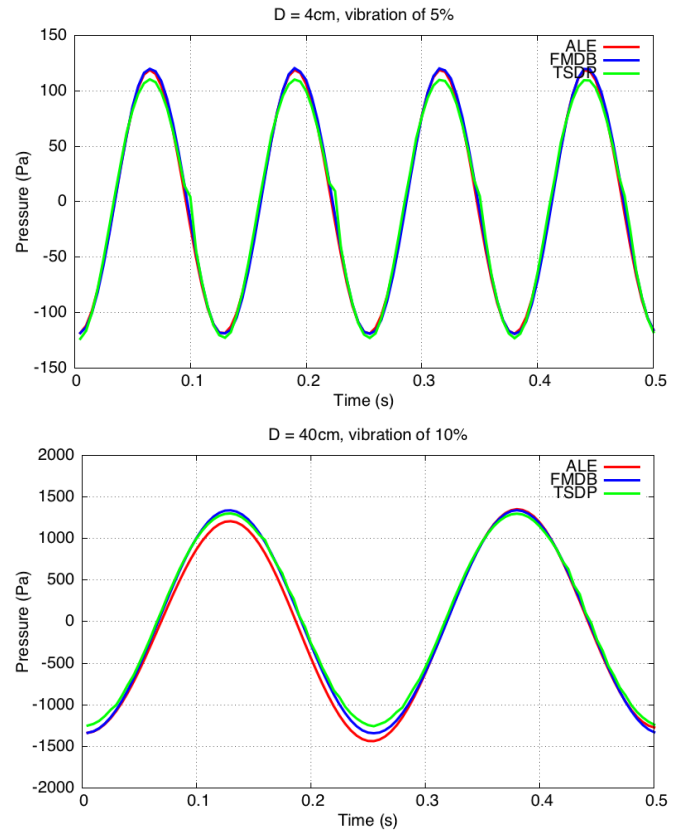 D = 4cm, vibration of 5%
ALE
FMDB
TSDP
150
100
50
0
-50
-100
-150
Pressure (Pa)
0 0.1 0.2 0.3 0.4 0.5
Time (s)
D = 40cm, vibration of 10%
ALE
FMDB
TSDP
2000
1500
1000
500
0
-500
-1000
-1500
-2000
Pressure (Pa)
0 0.1 0.2 0.3 0.4 0.5
Time (s)